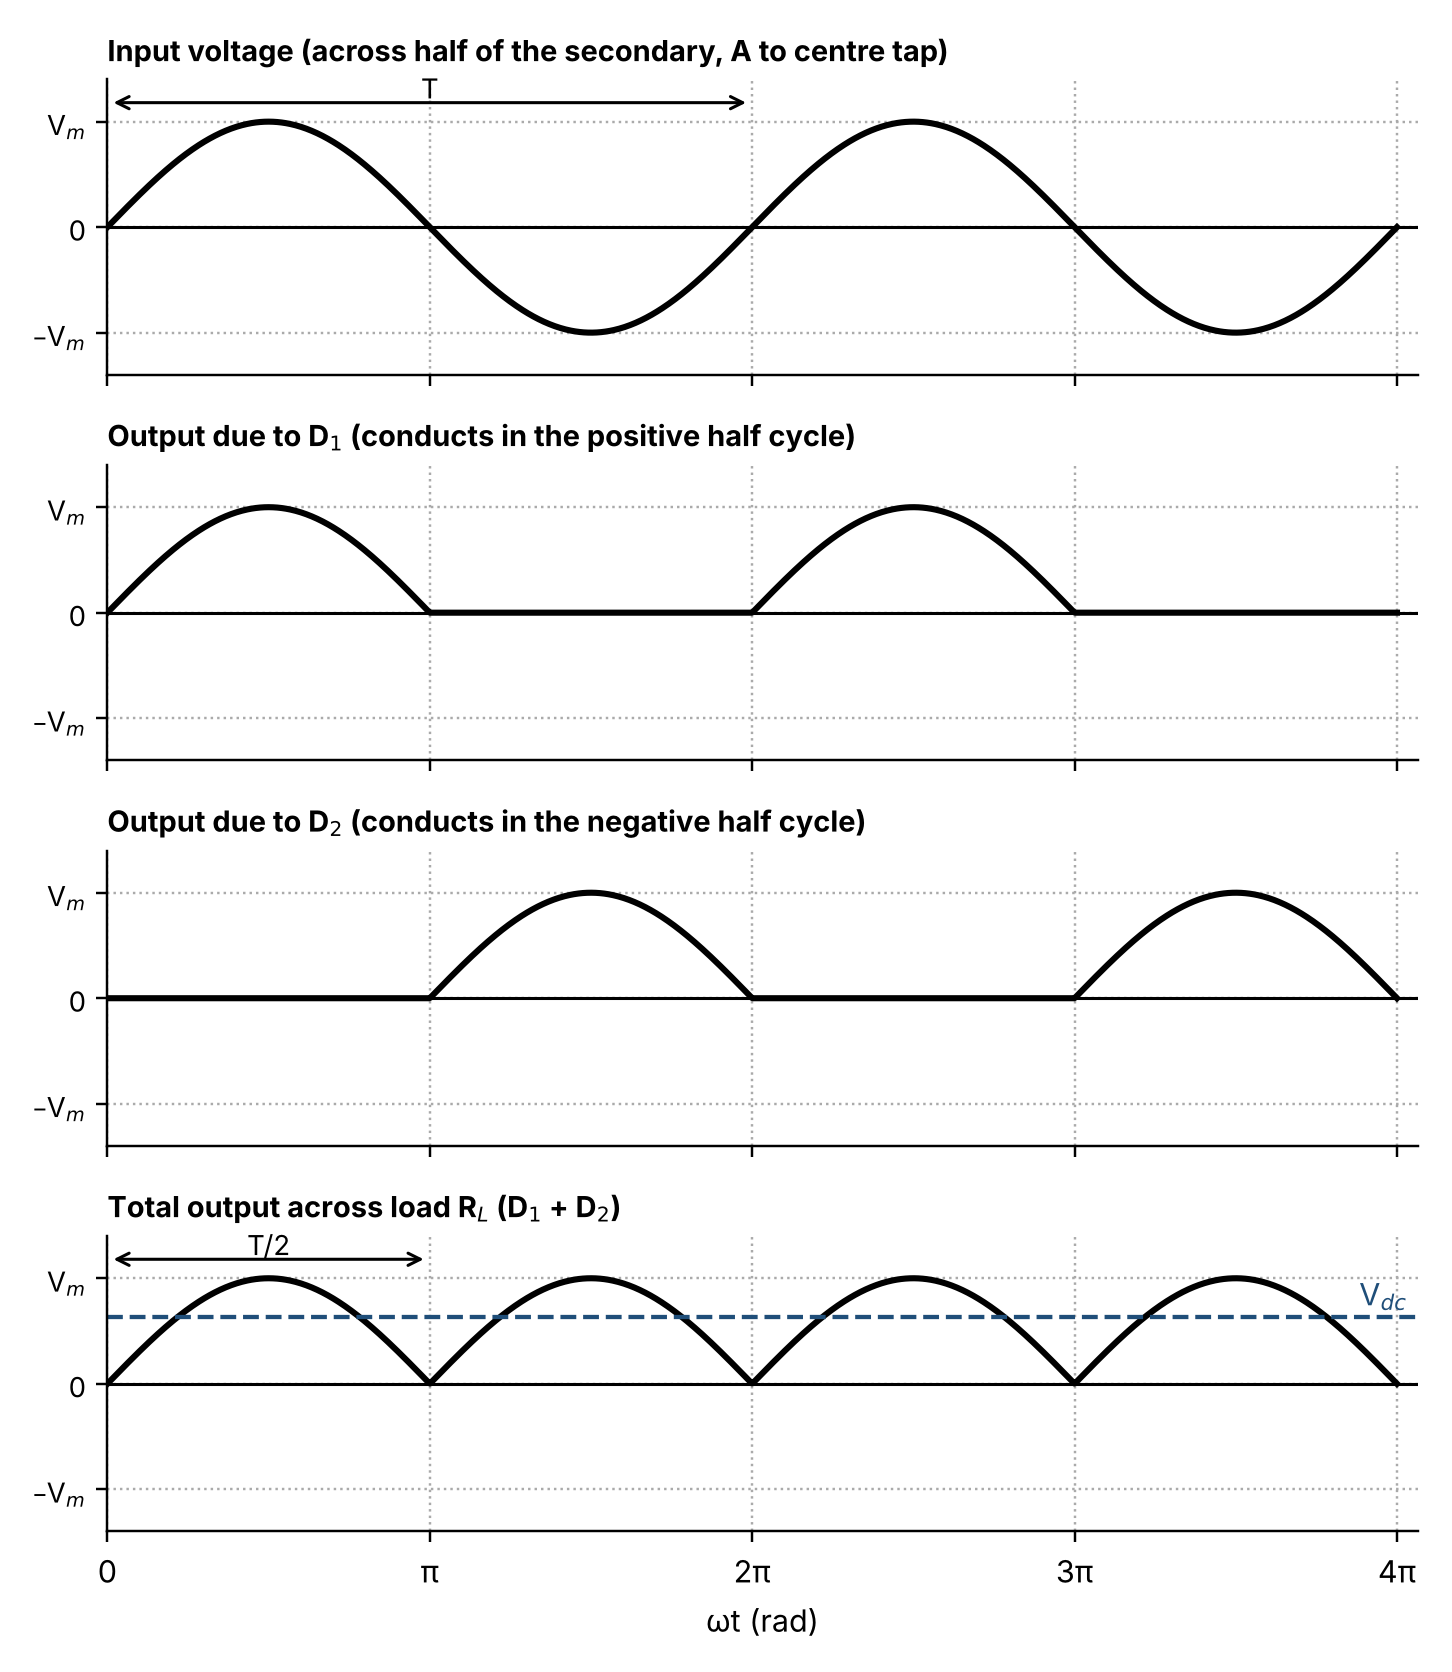 Input voltage (across half of the secondary, A to centre tap)
T
Vₘ
0
–Vₘ
Output due to D₁ (conducts in the positive half cycle)
Vₘ
0
–Vₘ
Output due to D₂ (conducts in the negative half cycle)
Vₘ
0
–Vₘ
Total output across load R_L (D₁ + D₂)
T/2
Vₘ
V_dc
0
–Vₘ
0 π 2π 3π 4π
ωt (rad)